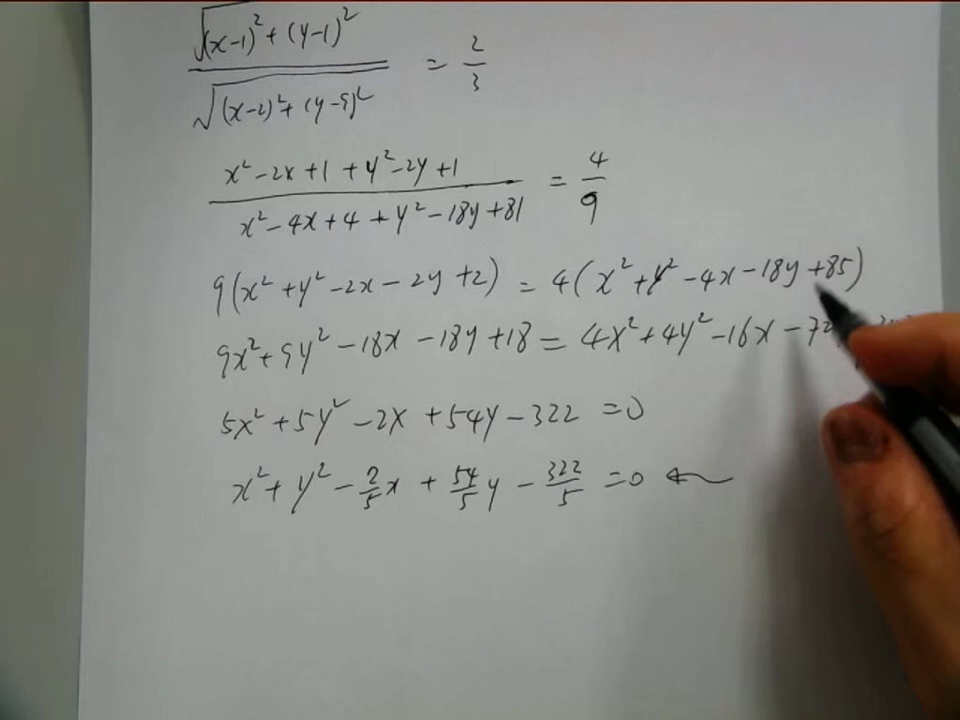 √(x-1)²+(y-1)² / √(x-2)²+(y-9)² = 2/3
x²-2x+1+y²-2y+1 / x²-4x+4+y²-18y+81 = 4/9
9(x²+y²-2x-2y+2) = 4(x²+y²-4x-18y+85)
9x²+9y²-18x-18y+18 = 4x²+4y²-16x-72
5x²+5y²-2x+54y-322=0
x²+y²-2/5x+54/5y-322/5=0 ←